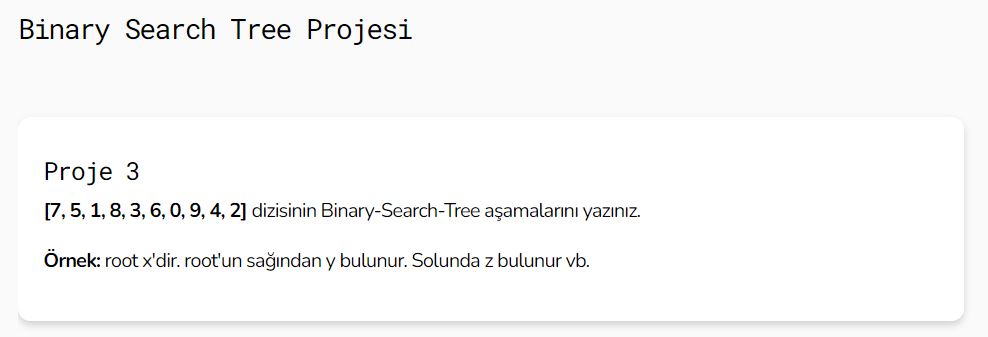 Binary Search Tree Projesi
Proje 3
[7, 5, 1, 8, 3, 6, 0, 9, 4, 2] dizisinin Binary-Search-Tree aşamalarını yazınız.
Örnek: root x'dir. root'un sağından y bulunur. Solunda z bulunur vb.